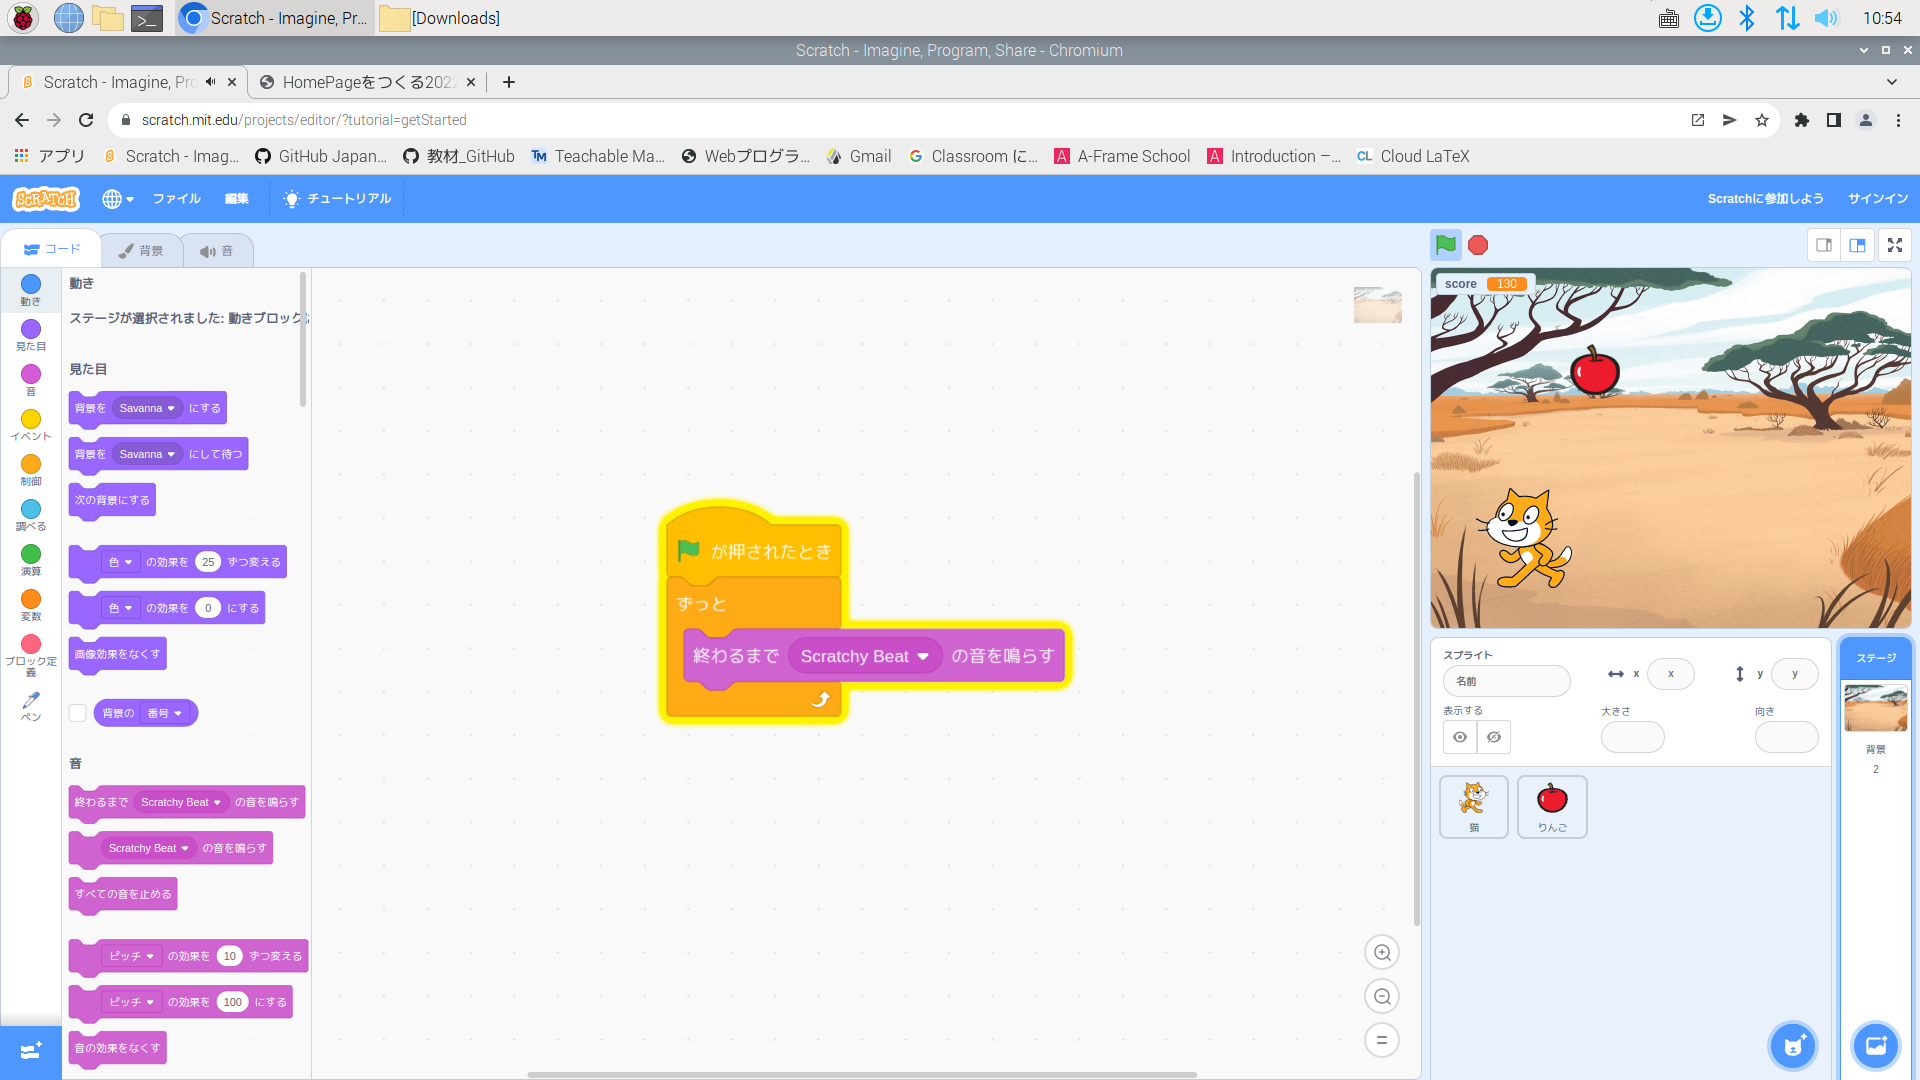 Scratch - Imagine, Pr...
[Downloads]
10:54
Scratch - Imagine, Program, Share - Chromium
Scratch - Imagine, Pr
HomePageをつくる202
scratch.mit.edu/projects/editor/?tutorial=getStarted
アプリ
Scratch - Imag...
GitHub Japan...
教材_GitHub
Teachable Ma...
Webプログラ...
Gmail
Classroom に...
A-Frame School
Introduction –...
Cloud LaTeX
SCRATCH
ファイル
編集
チュートリアル
Scratchに参加しよう
サインイン
コード
背景
音
動き
見た目
音
イベント
制御
調べる
演算
変数
ブロック定義
ペン
動き
ステージが選択されました: 動きブロック
見た目
背景を Savanna にする
背景を Savanna にして待つ
次の背景にする
色 の効果を 25 ずつ変える
色 の効果を 0 にする
画像効果をなくす
背景の 番号
音
終わるまで Scratchy Beat の音を鳴らす
Scratchy Beat の音を鳴らす
すべての音を止める
ピッチ の効果を 10 ずつ変える
ピッチ の効果を 100 にする
音の効果をなくす
が押されたとき
ずっと
終わるまで Scratchy Beat の音を鳴らす
score 130
スプライト
名前
x x
y y
表示する
大きさ
向き
猫
りんご
ステージ
背景
2